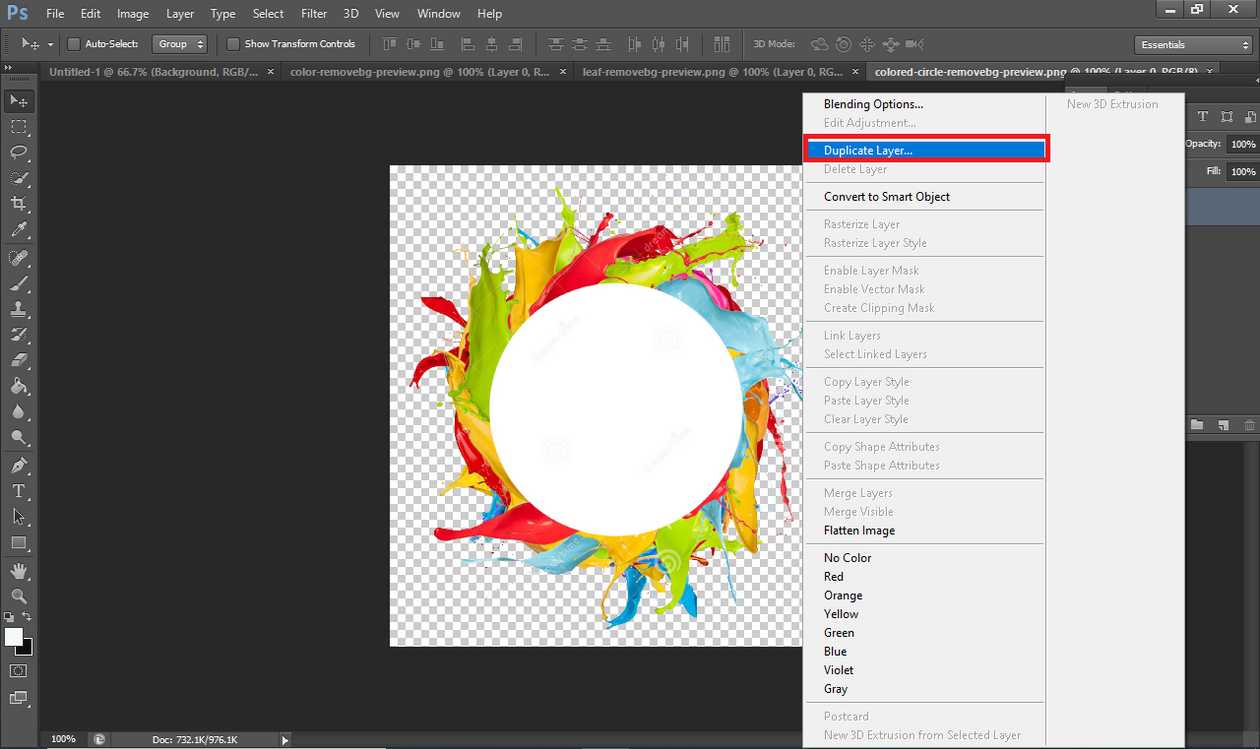 Ps File Edit Image Layer Type Select Filter 3D View Window Help
Auto-Select: Group Show Transform Controls 3D Mode: Essentials
Untitled-1 @ 66.7% (Background, RGB/... × color-removebg-preview.png @ 100% (Layer 0, R... × leaf-removebg-preview.png @ 100% (Layer 0, RG... × colored-circle-removebg-preview.png @ 100% (Layer 0, RGB/8) ×
Blending Options...
New 3D Extrusion
Edit Adjustment...
Duplicate Layer...
Opacity: 100%
Delete Layer
Fill: 100%
Convert to Smart Object
Rasterize Layer
Rasterize Layer Style
Enable Layer Mask
Enable Vector Mask
Create Clipping Mask
Link Layers
Select Linked Layers
Copy Layer Style
Paste Layer Style
Clear Layer Style
Copy Shape Attributes
Paste Shape Attributes
Merge Layers
Merge Visible
Flatten Image
No Color
Red
Orange
Yellow
Green
Blue
Violet
Gray
Postcard
New 3D Extrusion from Selected Layer
100% Doc: 732.1K/976.1K